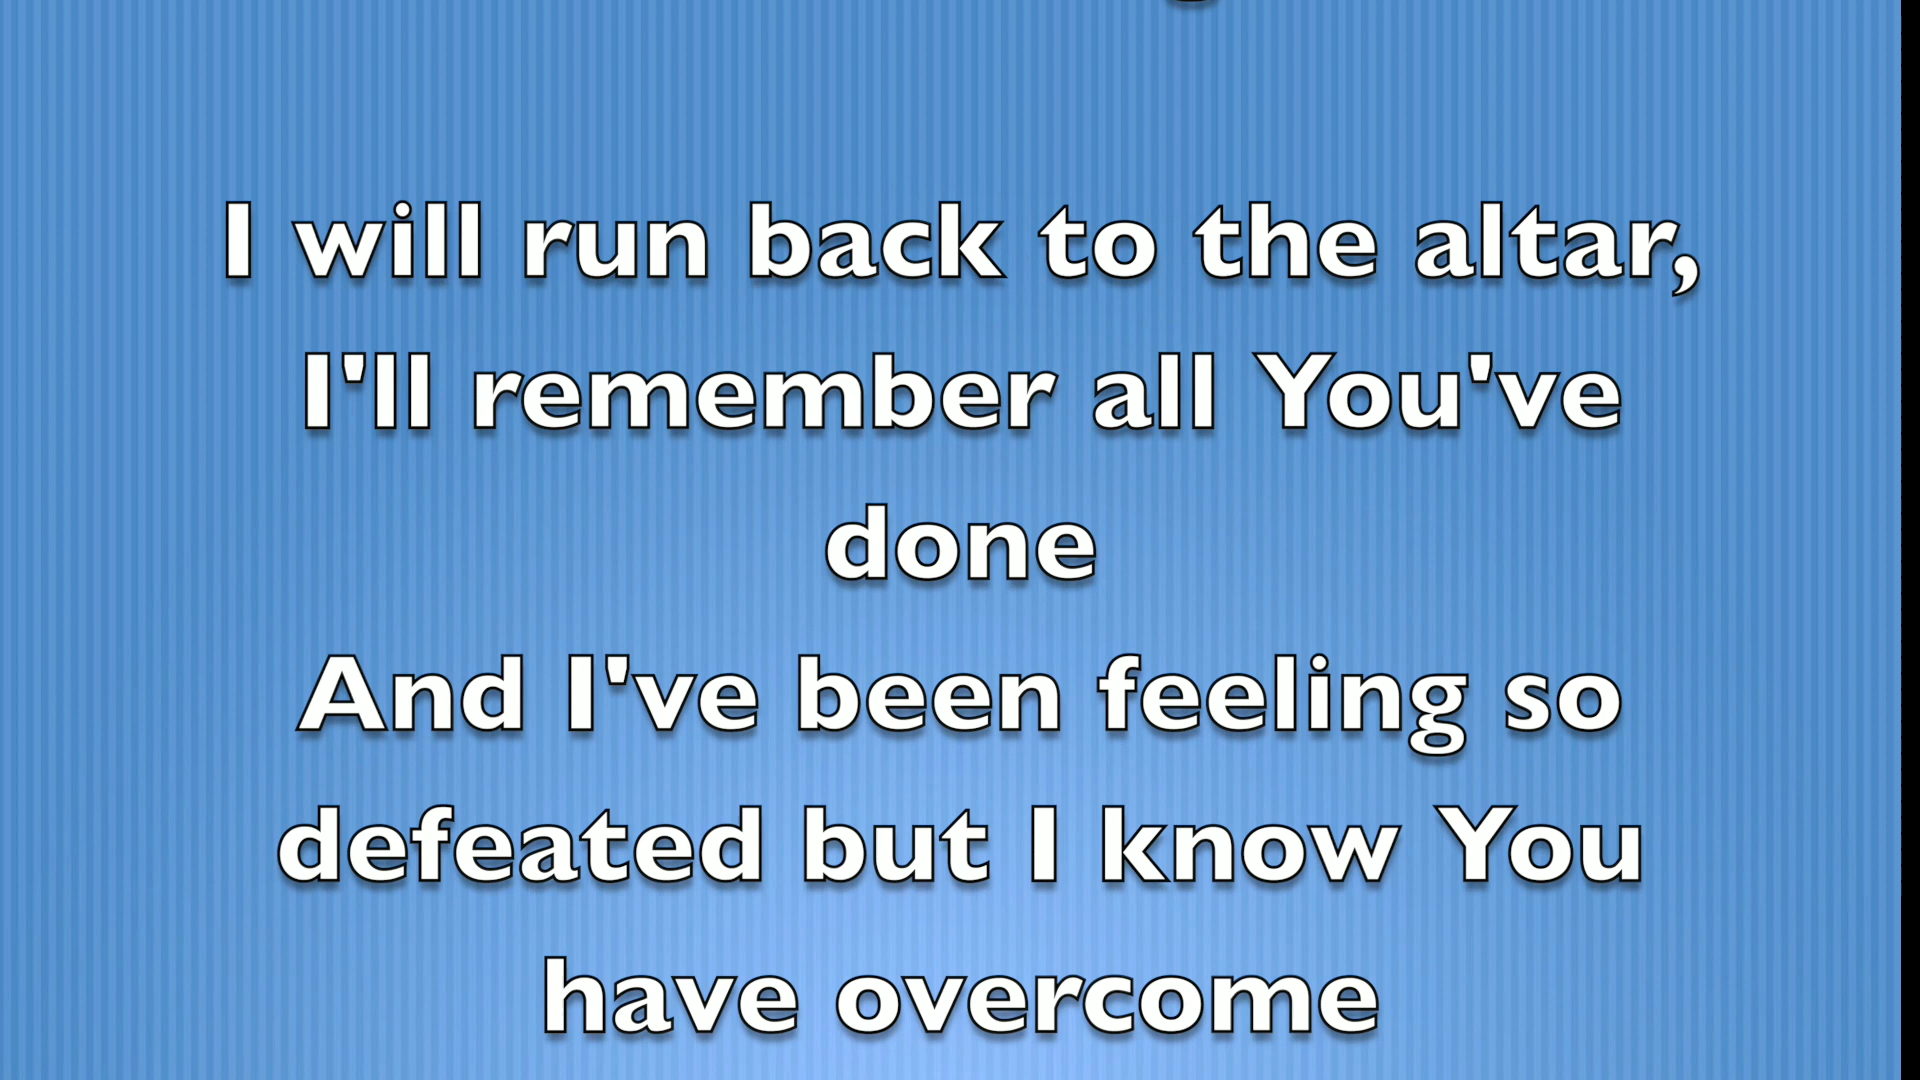 I will run back to the altar,
I'll remember all You've
done
And I've been feeling so
defeated but I know You
have overcome